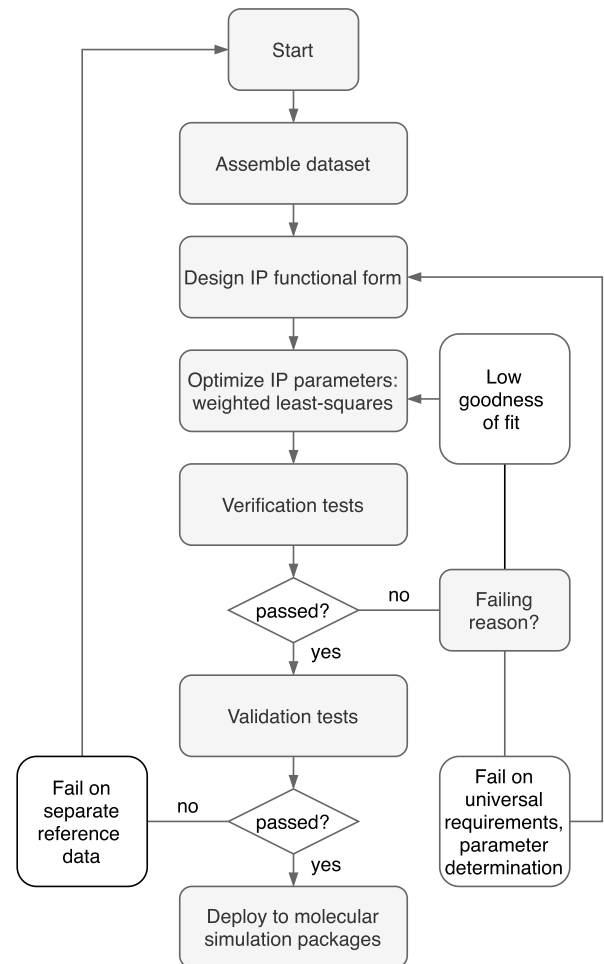 Start
Assemble dataset
Design IP functional form
Optimize IP parameters:
weighted least-squares
Low
goodness
of fit
Verification tests
passed?
no
Failing
reason?
yes
Validation tests
Fail on
separate
reference
data
no
passed?
Fail on
universal
requirements,
parameter
determination
yes
Deploy to molecular
simulation packages